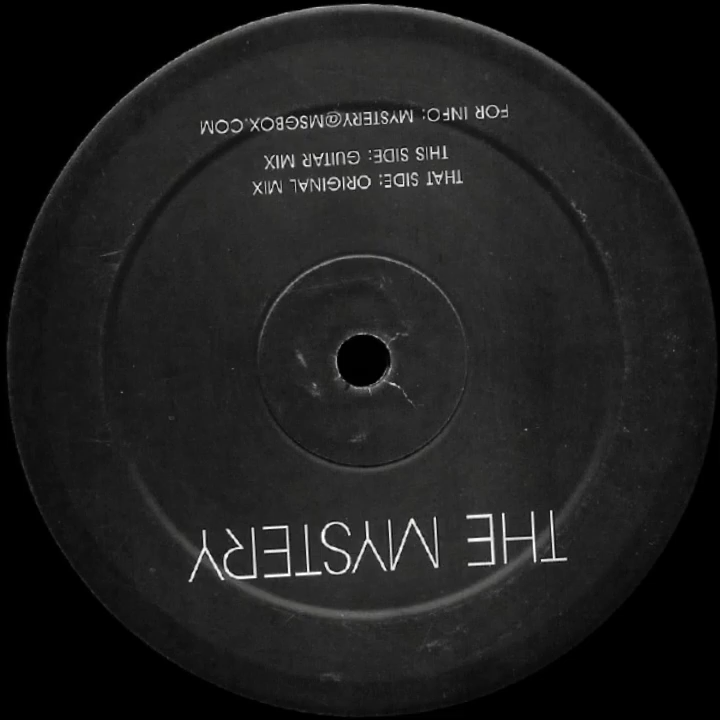 THE MYSTERY
THAT SIDE: ORIGINAL MIX
THIS SIDE: GUITAR MIX
FOR INFO: MYSTERY@MSGBOX.COM